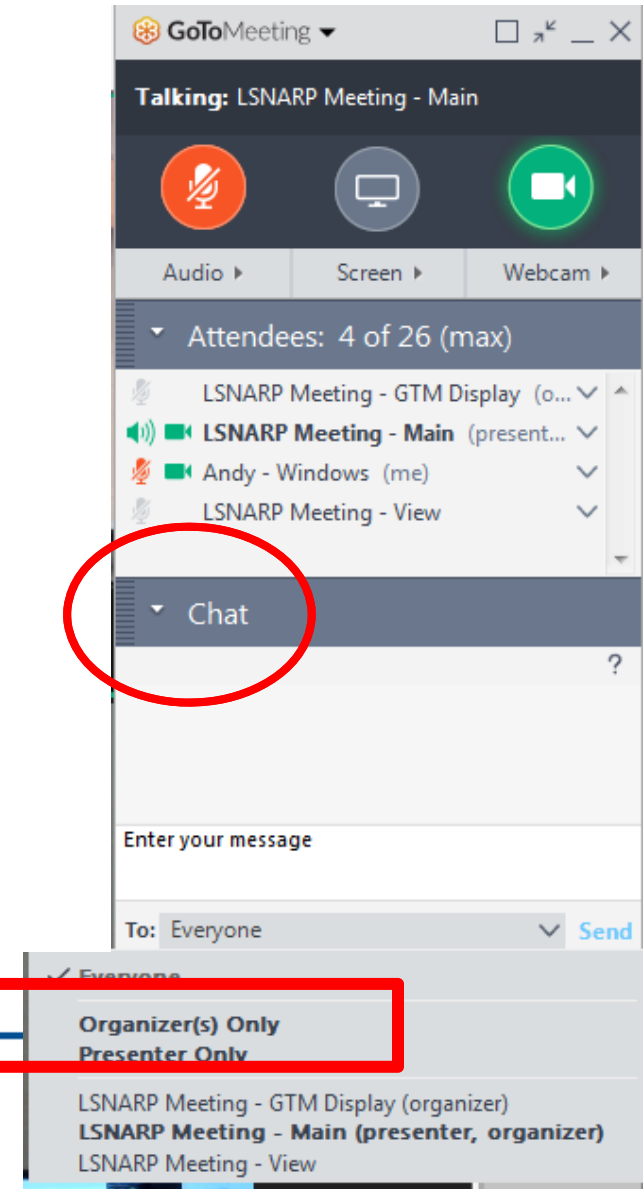 GoToMeeting
Talking: LSNARP Meeting - Main
Audio Screen Webcam
Attendees: 4 of 26 (max)
LSNARP Meeting - GTM Display (o...
LSNARP Meeting - Main (present...
Andy - Windows (me)
LSNARP Meeting - View
Chat
?
Enter your message
To: Everyone Send
Everyone
Organizer(s) Only
Presenter Only
LSNARP Meeting - GTM Display (organizer)
LSNARP Meeting - Main (presenter, organizer)
LSNARP Meeting - View